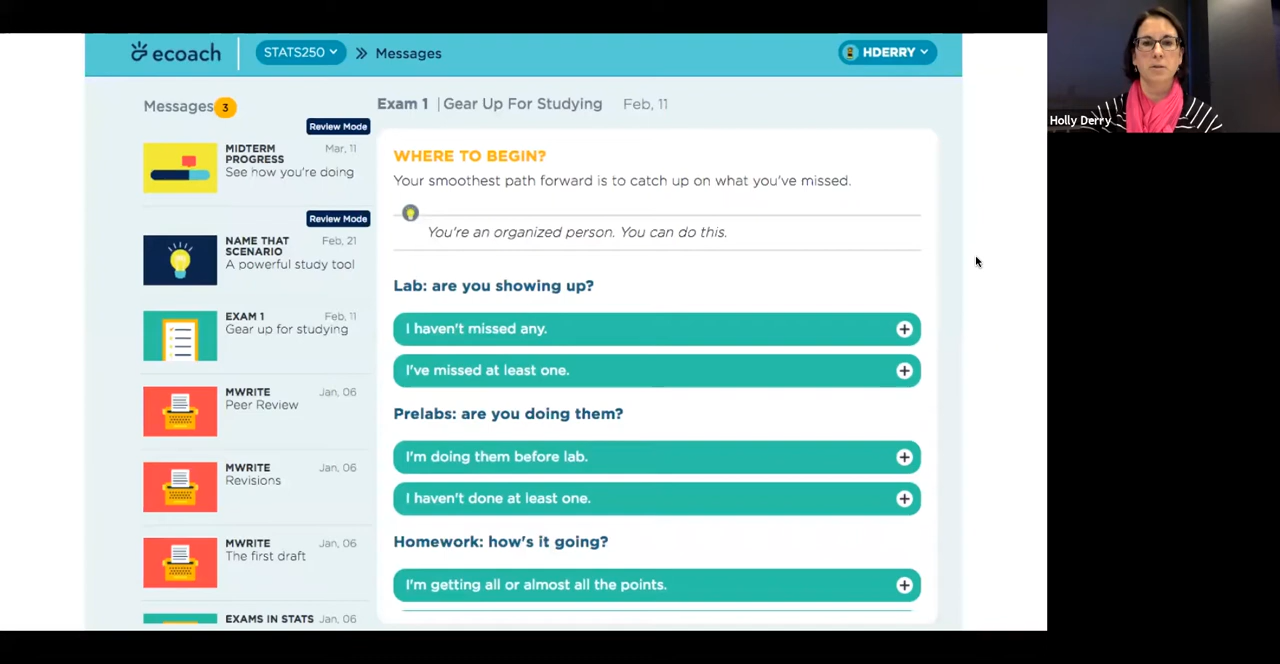 ecoach
STATS250
Messages
HDERRY
Messages 3
Review Mode
MIDTERM PROGRESS
Mar, 11
See how you're doing
Review Mode
NAME THAT SCENARIO
Feb, 21
A powerful study tool
EXAM 1
Feb, 11
Gear up for studying
MWRITE
Jan, 06
Peer Review
MWRITE
Jan, 06
Revisions
MWRITE
Jan, 06
The first draft
EXAMS IN STATS
Jan, 06
Exam 1 | Gear Up For Studying Feb, 11
WHERE TO BEGIN?
Your smoothest path forward is to catch up on what you've missed.
You're an organized person. You can do this.
Lab: are you showing up?
I haven't missed any.
I've missed at least one.
Prelabs: are you doing them?
I'm doing them before lab.
I haven't done at least one.
Homework: how's it going?
I'm getting all or almost all the points.
Holly Derry